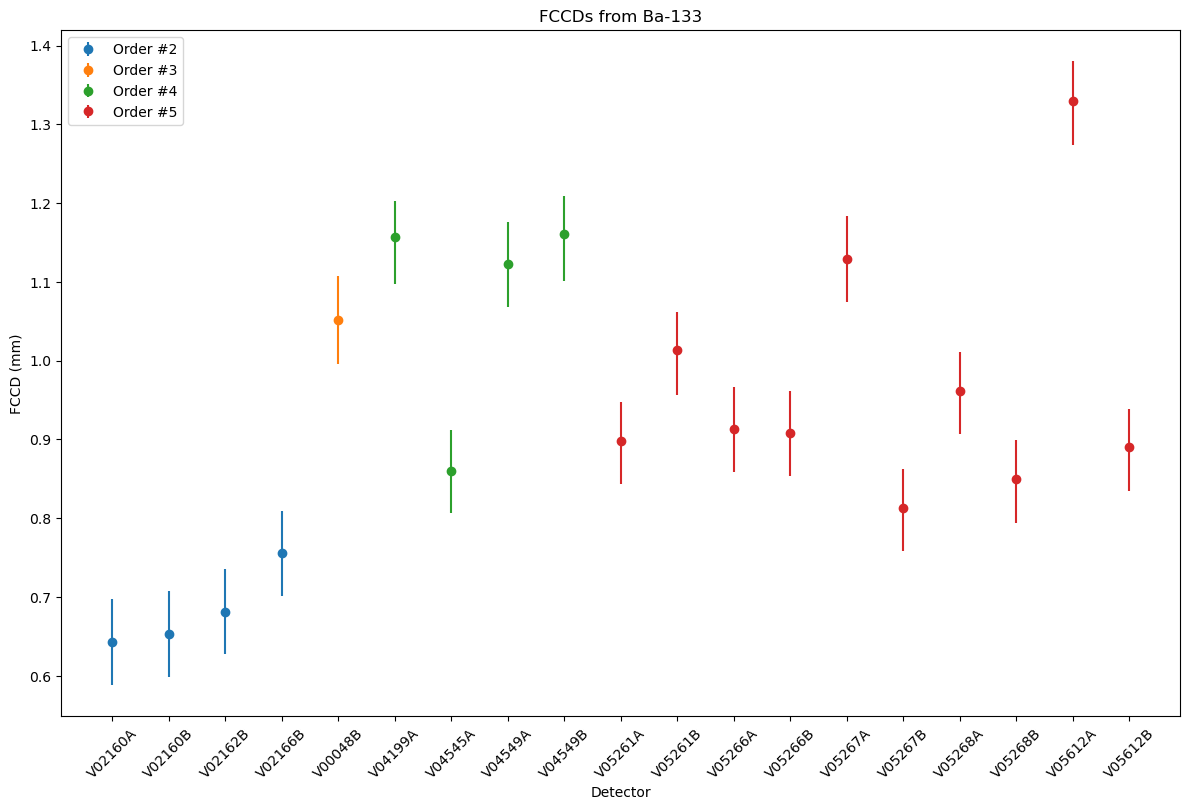 FCCDs from Ba-133
Order #2
Order #3
Order #4
Order #5
FCCD (mm)
1.4
1.3
1.2
1.1
1.0
0.9
0.8
0.7
0.6
V02160A
V02160B
V02162B
V02166B
V00048B
V04199A
V04545A
V04549A
V04549B
V05261A
V05261B
V05266A
V05266B
V05267A
V05267B
V05268A
V05268B
V05612A
V05612B
Detector